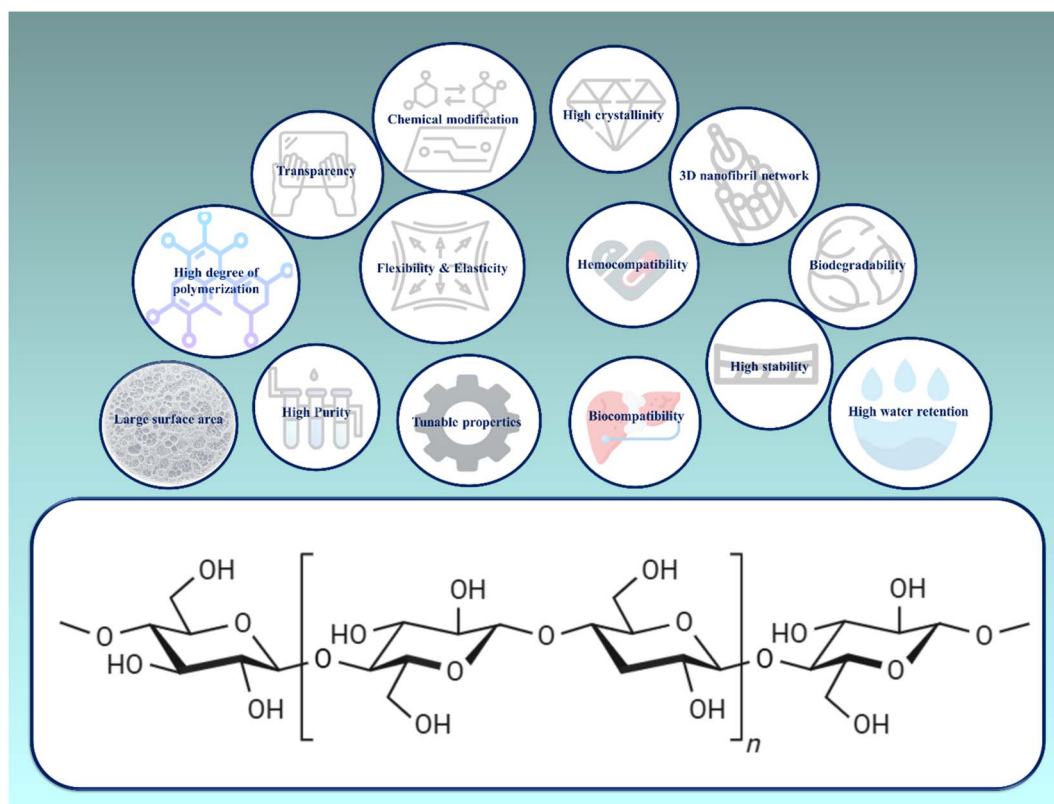 Chemical modification
High crystallinity
Transparency
3D nanofibril network
High degree of
polymerization
Flexibility & Elasticity
Hemocompatibility
Biodegradability
High stability
Large surface area
High Purity
Tunable properties
Biocompatibility
High water retention
OH
OH
OH
O
O
HO
O
O
O
HO
O
HO
O
O
O
OH
OH
OH
OH
OH
n